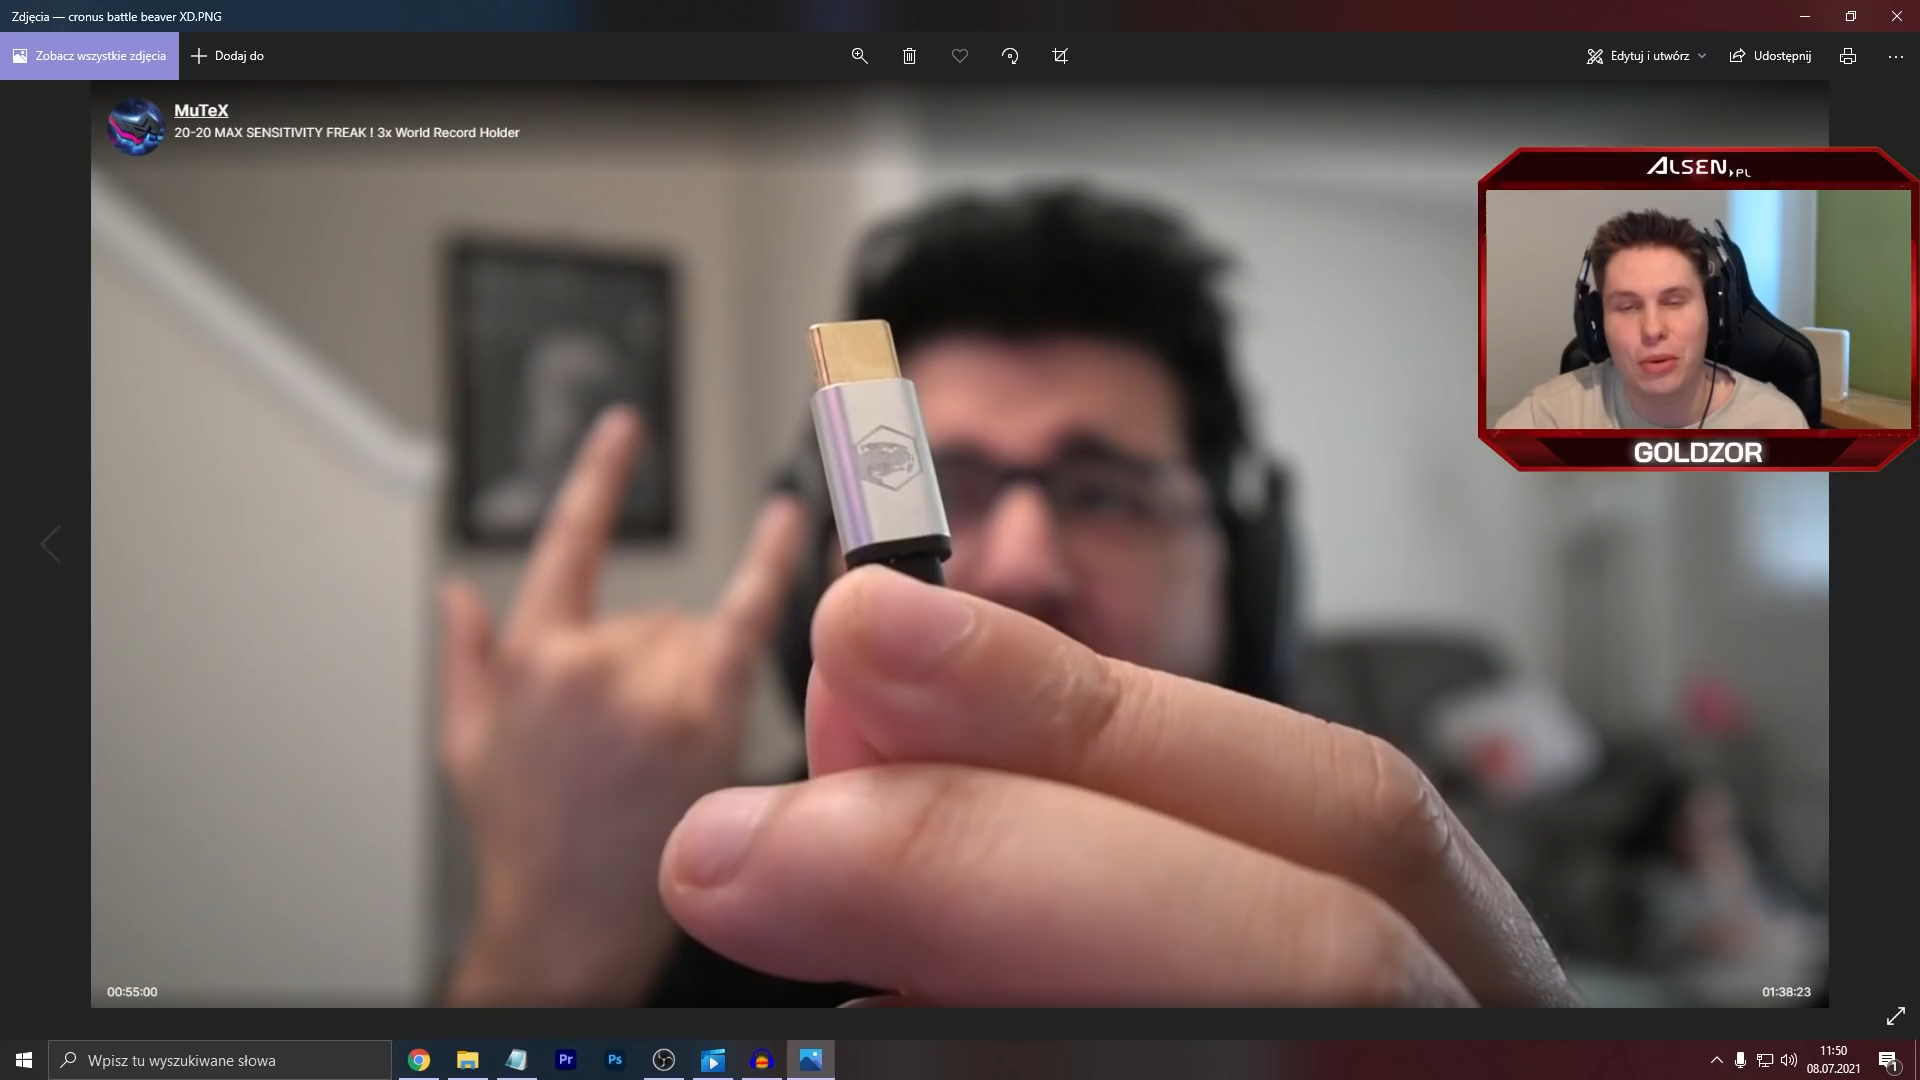 Zdjęcia — cronus battle beaver XD.PNG
Zobacz wszystkie zdjęcia
Dodaj do
Edytuj i utwórz
Udostępnij
MuTeX
20-20 MAX SENSITIVITY FREAK ! 3x World Record Holder
ALSEN.PL
GOLDZOR
00:55:00
01:38:23
Wpisz tu wyszukiwane słowa
Pr
Ps
11:50
08.07.2021
1